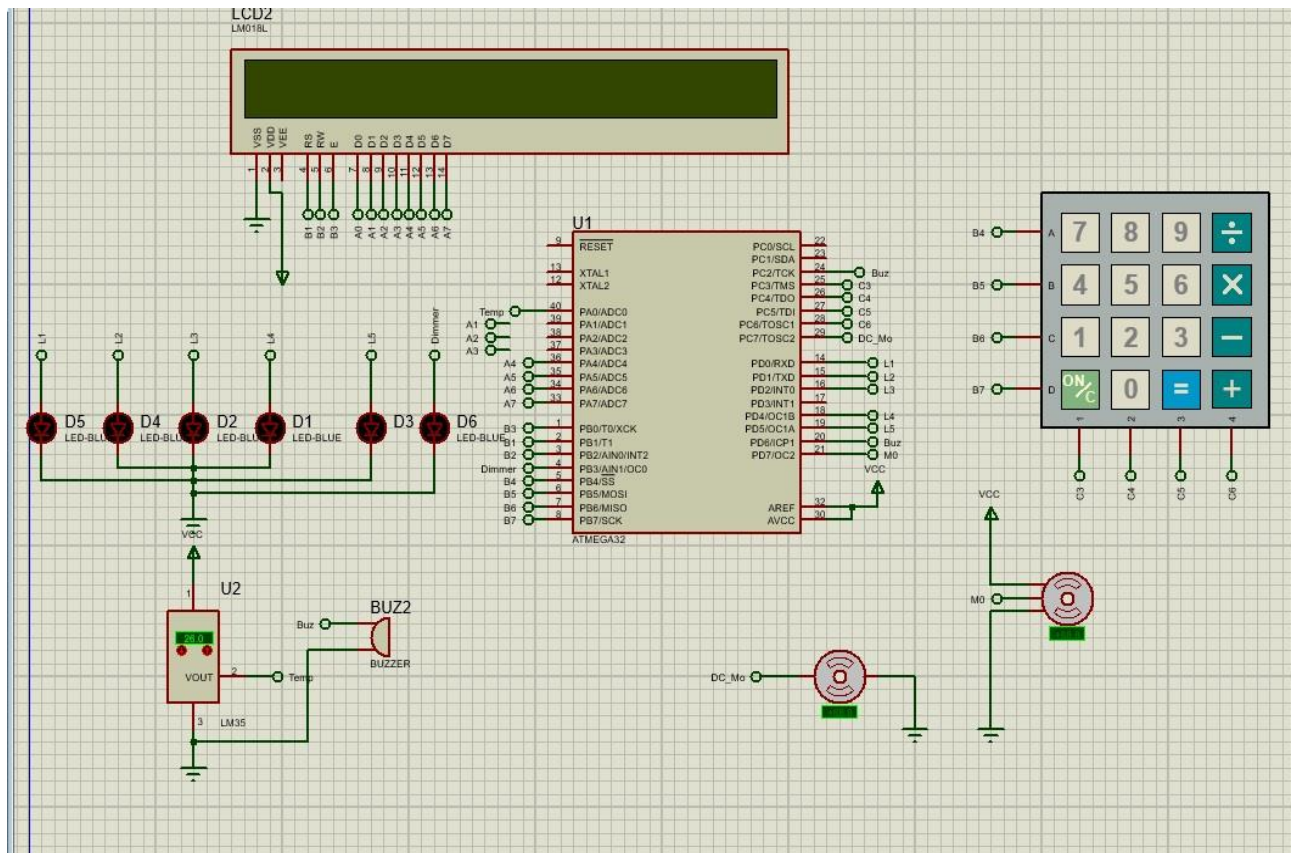 LCD2
LM018L
VSS
VDD
VEE
RS
RW
E
D0
D1
D2
D3
D4
D5
D6
D7
1
2
3
4
5
6
7
8
9
10
11
12
13
14
B1
B2
B3
A0
A1
A2
A3
A4
A5
A6
A7
U1
9 RESET
13 XTAL1
12 XTAL2
Temp 40 PA0/ADC0
A1 39 PA1/ADC1
A2 38 PA2/ADC2
A3 37 PA3/ADC3
A4 36 PA4/ADC4
A5 35 PA5/ADC5
A6 34 PA6/ADC6
A7 33 PA7/ADC7
B3 1 PB0/T0/XCK
B1 2 PB1/T1
B2 3 PB2/AIN0/INT2
Dimmer 4 PB3/AIN1/OC0
B4 5 PB4/SS
B5 6 PB5/MOSI
B6 7 PB6/MISO
B7 8 PB7/SCK
PC0/SCL 22
PC1/SDA 23
PC2/TCK 24 Buz
PC3/TMS 25 C3
PC4/TDO 26 C4
PC5/TDI 27 C5
PC6/TOSC1 28 C6
PC7/TOSC2 29 DC_Mo
PD0/RXD 14 L1
PD1/TXD 15 L2
PD2/INT0 16 L3
PD3/INT1 17
PD4/OC1B 18 L4
PD5/OC1A 19 L5
PD6/ICP1 20 Buz
PD7/OC2 21 M0
VCC
AREF 32
AVCC 30
ATMEGA32
B4 A 7 8 9 ÷
B5 B 4 5 6 ×
B6 C 1 2 3 −
B7 D ON/C 0 = +
1 2 3 4
C3 C4 C5 C6
L1
L2
L3
L4
L5
Dimmer
D5
LED-BLU
D4
LED-BLU
D2
LED-BLU
D1
LED-BLUE
D3
D6
LED-BLUE
VCC
1
U2
26.0
VOUT 2 Temp
3
LM35
BUZ2
Buz
BUZZER
DC_Mo
VCC
M0